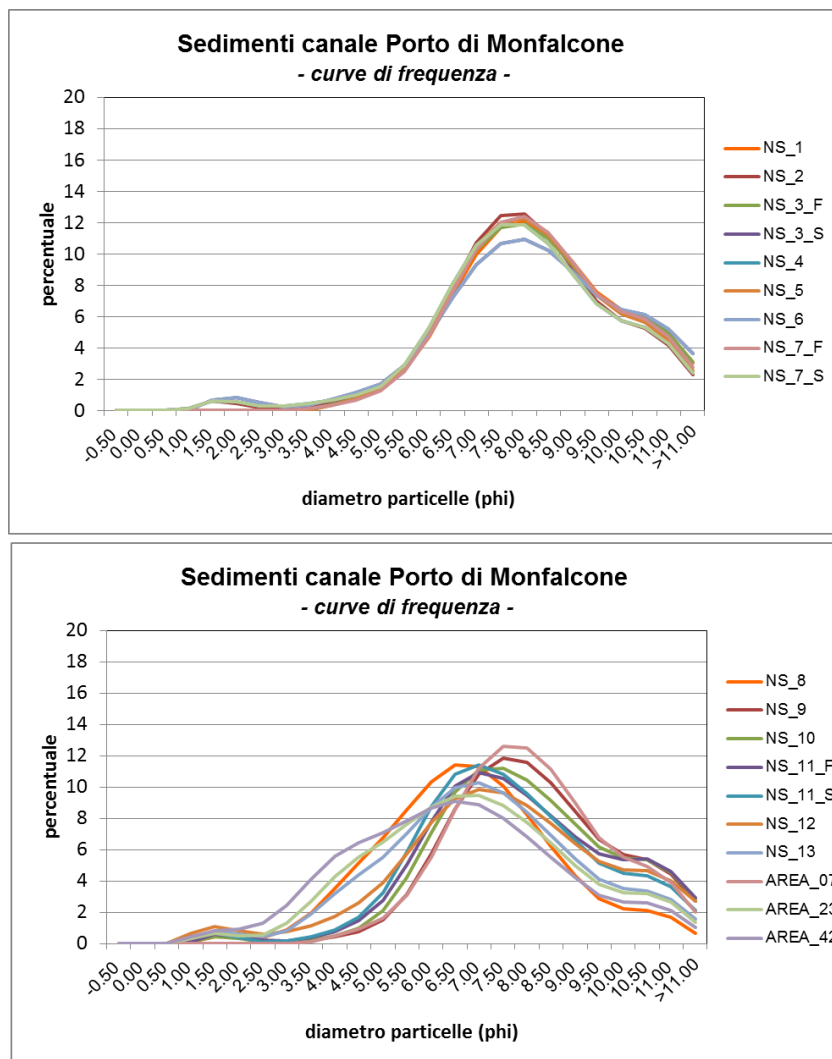 Sedimenti canale Porto di Monfalcone
- curve di frequenza -
percentuale
20
18
16
14
12
10
8
6
4
2
0
-0.50
0.00
0.50
1.00
1.50
2.00
2.50
3.00
3.50
4.00
4.50
5.00
5.50
6.00
6.50
7.00
7.50
8.00
8.50
9.00
9.50
10.00
10.50
11.00
>11.00
diametro particelle (phi)
NS_1
NS_2
NS_3_F
NS_3_S
NS_4
NS_5
NS_6
NS_7_F
NS_7_S
Sedimenti canale Porto di Monfalcone
- curve di frequenza -
percentuale
20
18
16
14
12
10
8
6
4
2
0
-0.50
0.00
0.50
1.00
1.50
2.00
2.50
3.00
3.50
4.00
4.50
5.00
5.50
6.00
6.50
7.00
7.50
8.00
8.50
9.00
9.50
10.00
10.50
11.00
>11.00
diametro particelle (phi)
NS_8
NS_9
NS_10
NS_11_F
NS_11_S
NS_12
NS_13
AREA_07
AREA_23
AREA_42